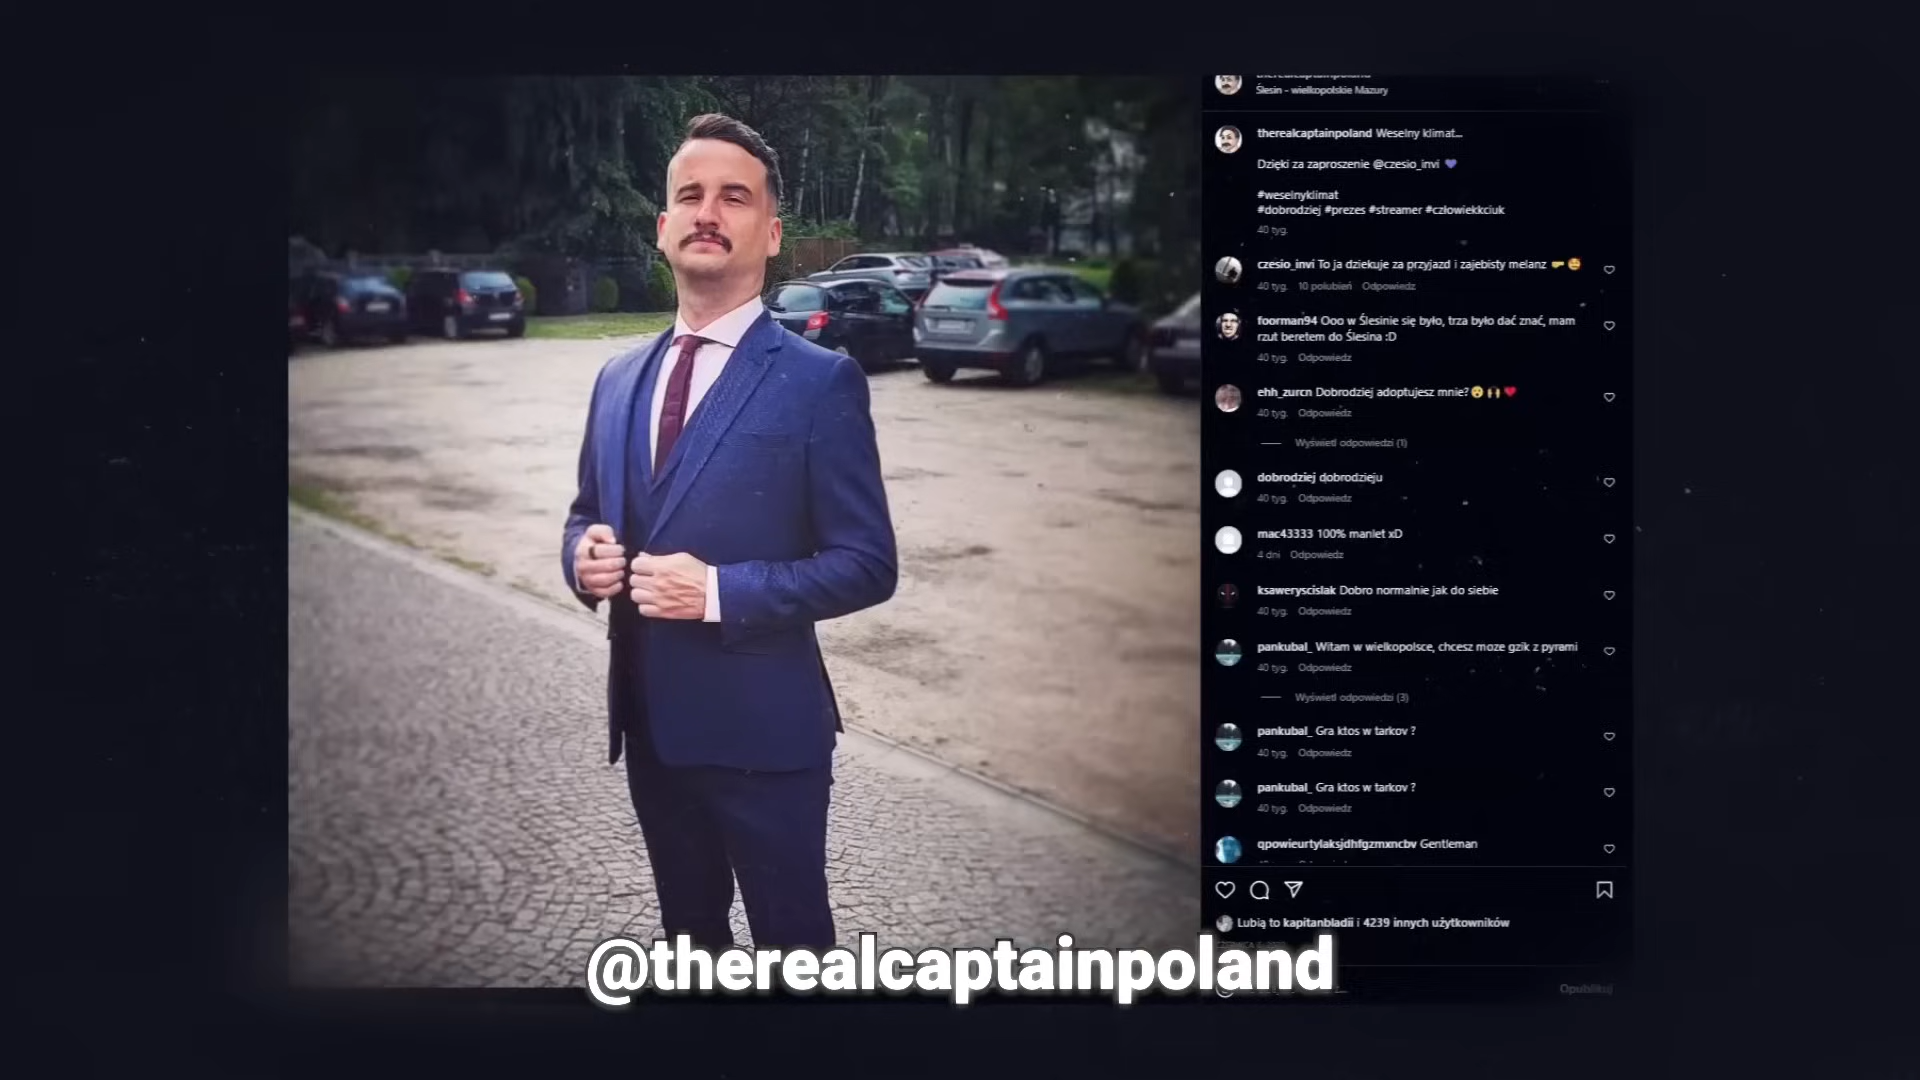 therealcaptainpoland
Ślesin - wielkopolskie Mazury
therealcaptainpoland Weselny klimat...
Dzięki za zaproszenie @czesio_invi 💜
#weselnyklimat
#dobrodziej #prezes #streamer #człowiekkciuk
40 tyg.
czesio_invi To ja dziekuje za przyjazd i zajebisty melanz
40 tyg. 10 polubień Odpowiedz
foorman94 Ooo w Ślesinie się było, trza było dać znać, mam
rzut beretem do Ślesina :D
40 tyg. Odpowiedz
ehh_zurcn Dobrodziej adoptujesz mnie?
40 tyg. Odpowiedz
Wyświetl odpowiedzi (1)
dobrodziej dobrodzieju
40 tyg. Odpowiedz
mac43333 100% manlet xD
4 dni Odpowiedz
ksaweryscislak Dobro normalnie jak do siebie
40 tyg. Odpowiedz
pankubal_ Witam w wielkopolsce, chcesz moze gzik z pyrami
40 tyg. Odpowiedz
Wyświetl odpowiedzi (3)
pankubal_ Gra ktos w tarkov ?
40 tyg. Odpowiedz
pankubal_ Gra ktos w tarkov ?
40 tyg. Odpowiedz
qpowieurtylaksjdhfgzmxncbv Gentleman
Lubią to kapitanbladii i 4239 innych użytkowników
@therealcaptainpoland
Opublikuj